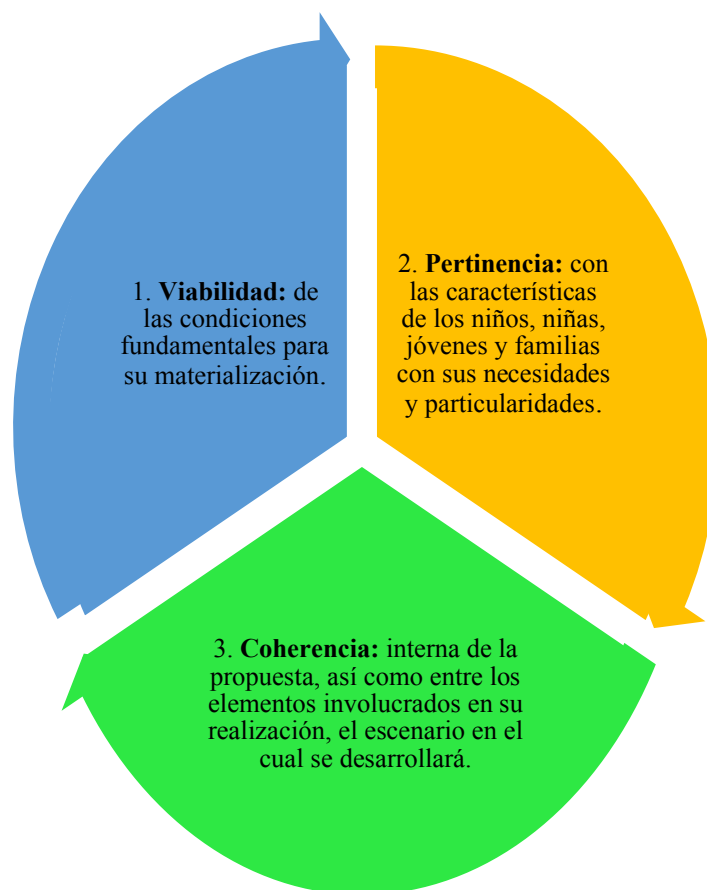 1. Viabilidad: de
las condiciones
fundamentales para
su materialización.
2. Pertinencia: con
las características
de los niños, niñas,
jóvenes y familias
con sus necesidades
y particularidades.
3. Coherencia: interna de la
propuesta, así como entre los
elementos involucrados en su
realización, el escenario en el
cual se desarrollará.